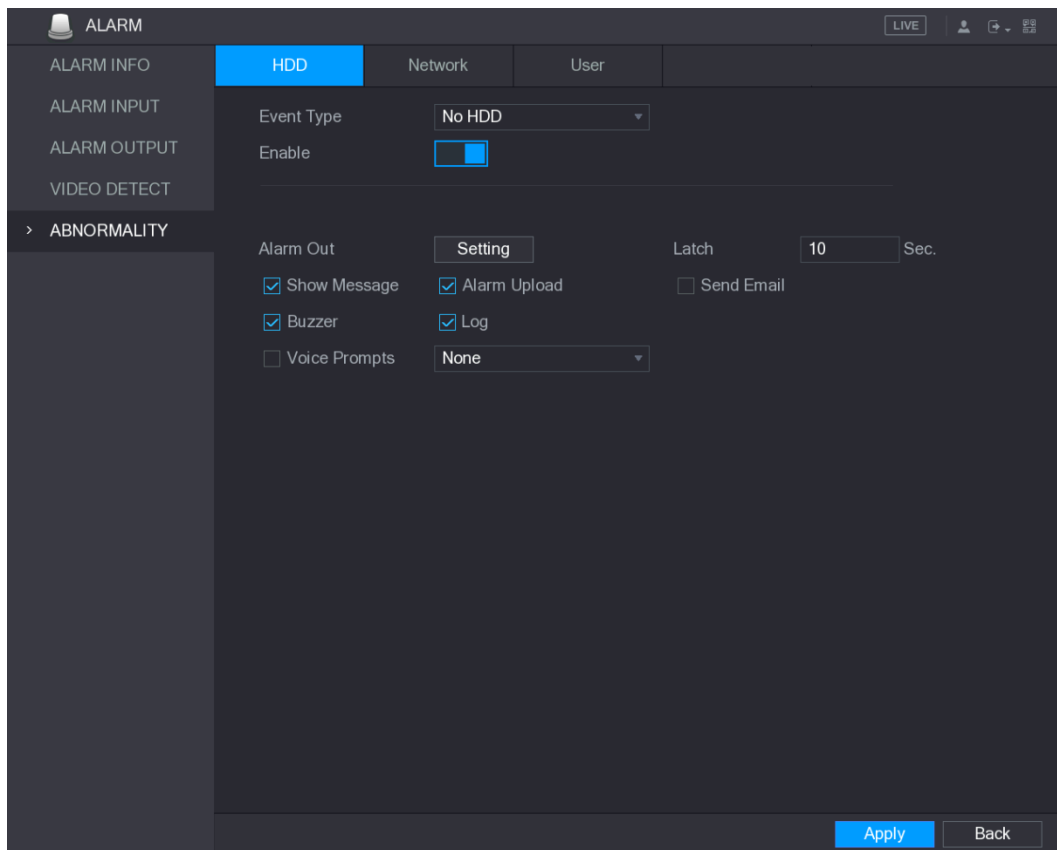 ALARM
LIVE
ALARM INFO
ALARM INPUT
ALARM OUTPUT
VIDEO DETECT
> ABNORMALITY
HDD Network User
Event Type No HDD
Enable
Alarm Out Setting Latch 10 Sec.
Show Message Alarm Upload Send Email
Buzzer Log
Voice Prompts None
Apply Back